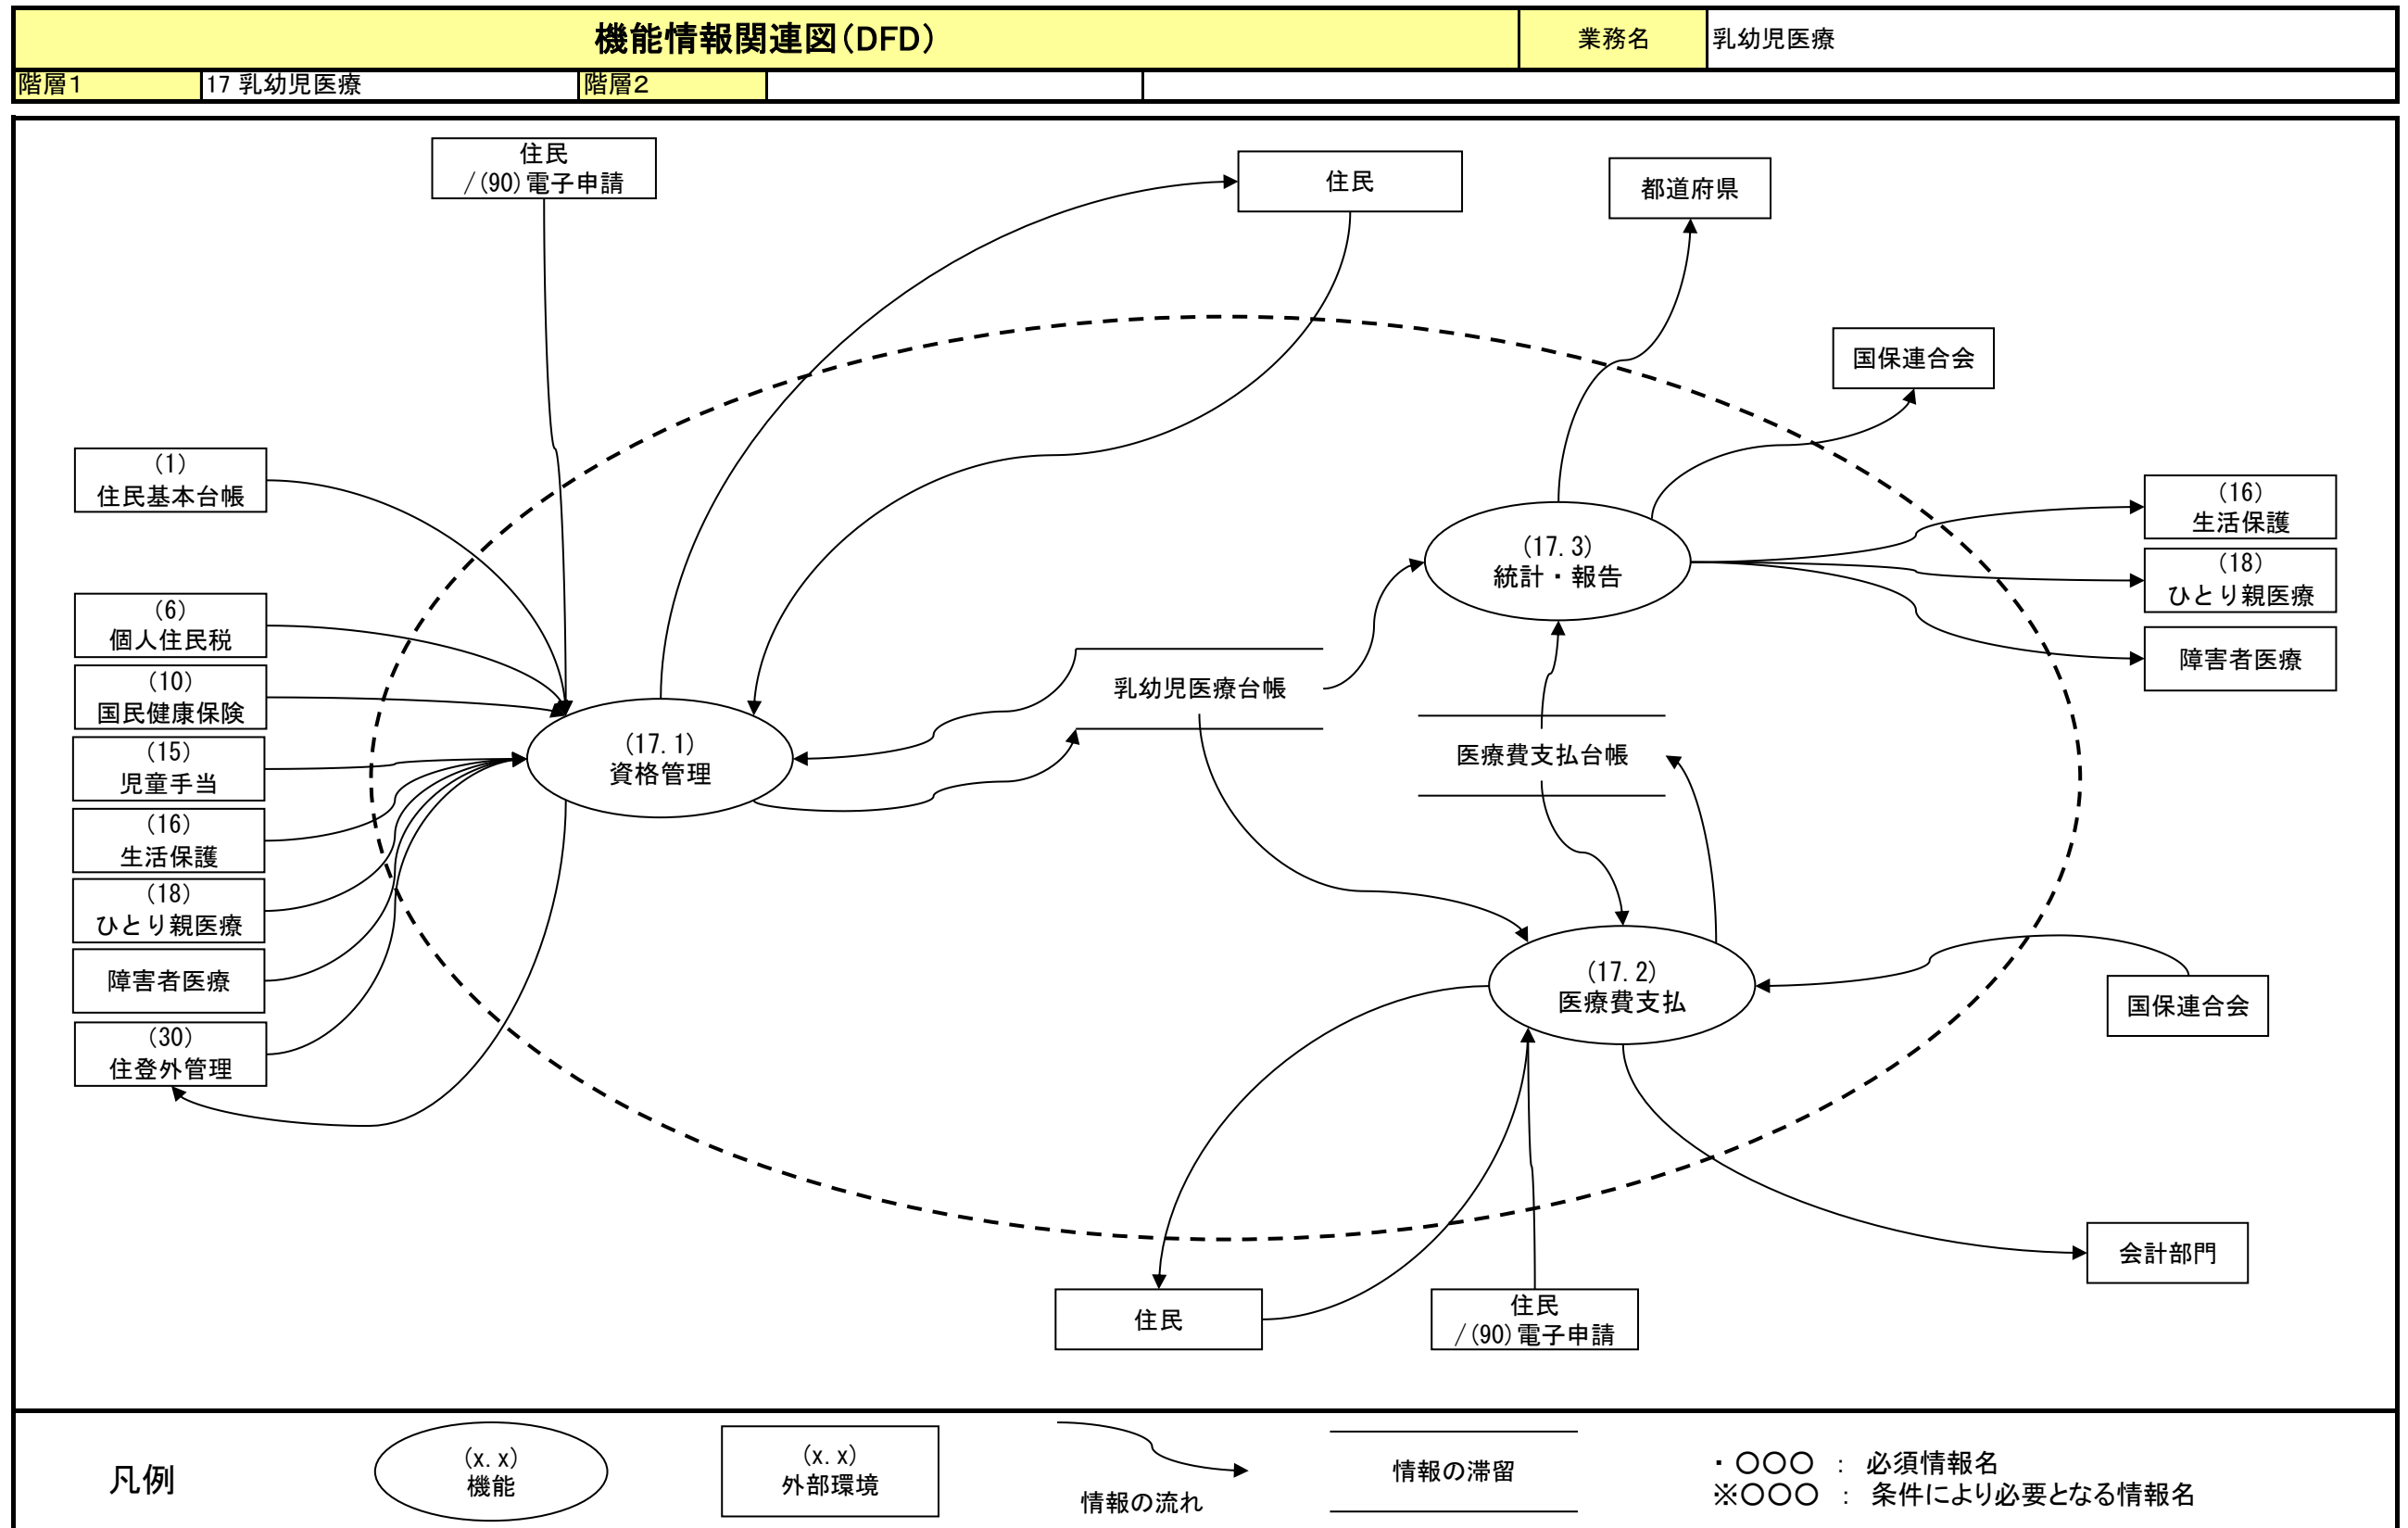 機能情報関連図(DFD)
業務名
乳幼児医療
階層1
17 乳幼児医療
階層2
住民
/(90)電子申請
住民
都道府県
国保連合会
(1)
住民基本台帳
(16)
生活保護
(17.3)
統計・報告
(18)
ひとり親医療
(6)
個人住民税
障害者医療
(10)
国民健康保険
乳幼児医療台帳
(17.1)
資格管理
医療費支払台帳
(15)
児童手当
(16)
生活保護
(18)
ひとり親医療
障害者医療
(17.2)
医療費支払
国保連合会
(30)
住登外管理
会計部門
住民
住民
/(90)電子申請
凡例
(x.x)
機能
(x.x)
外部環境
情報の流れ
情報の滞留
・〇〇〇 : 必須情報名
※〇〇〇 : 条件により必要となる情報名